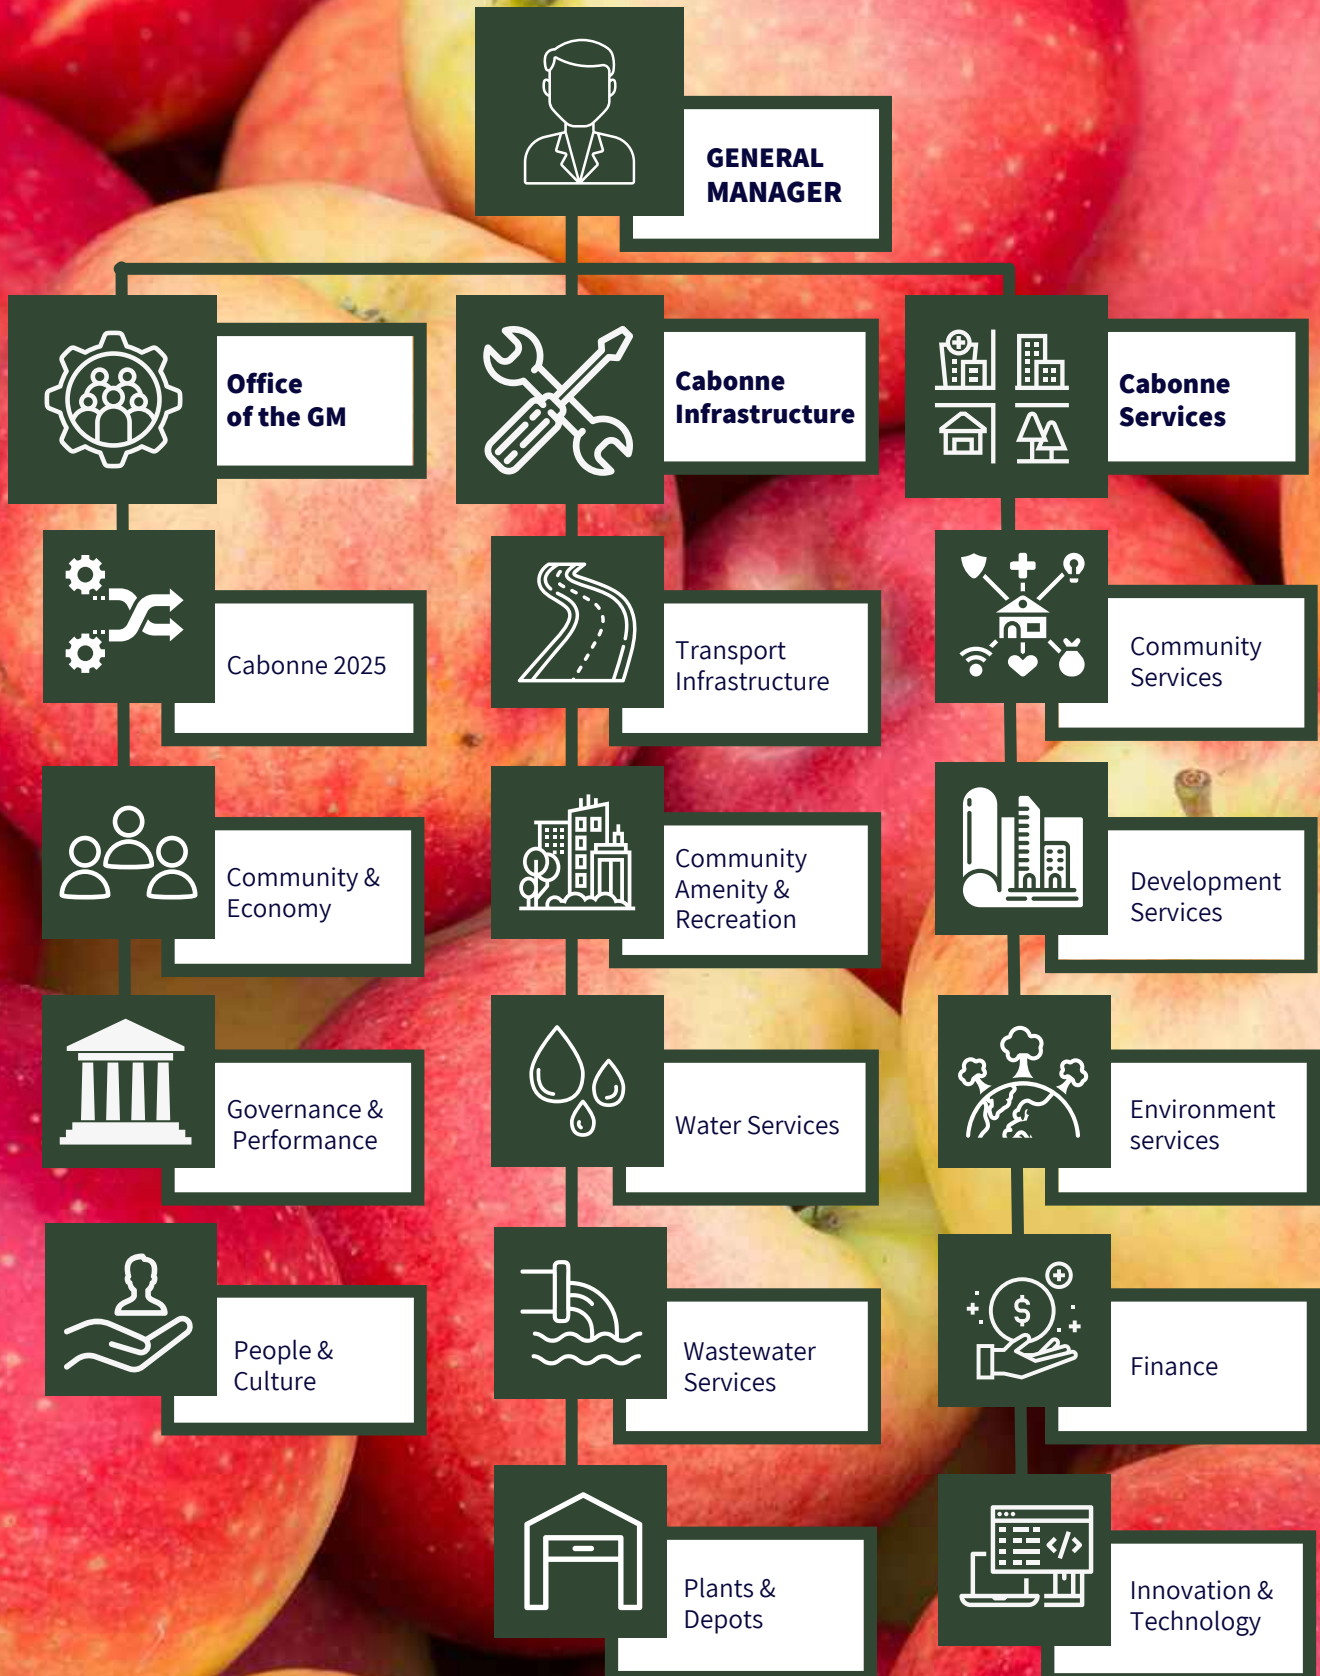 GENERAL
MANAGER
Office
of the GM
Cabonne
Infrastructure
Cabonne
Services
Cabonne 2025
Transport
Infrastructure
Community
Services
Community &
Economy
Community
Amenity &
Recreation
Development
Services
Governance &
Performance
Water Services
Environment
services
People &
Culture
Wastewater
Services
$
Finance
Plants &
Depots
</>
Innovation &
Technology